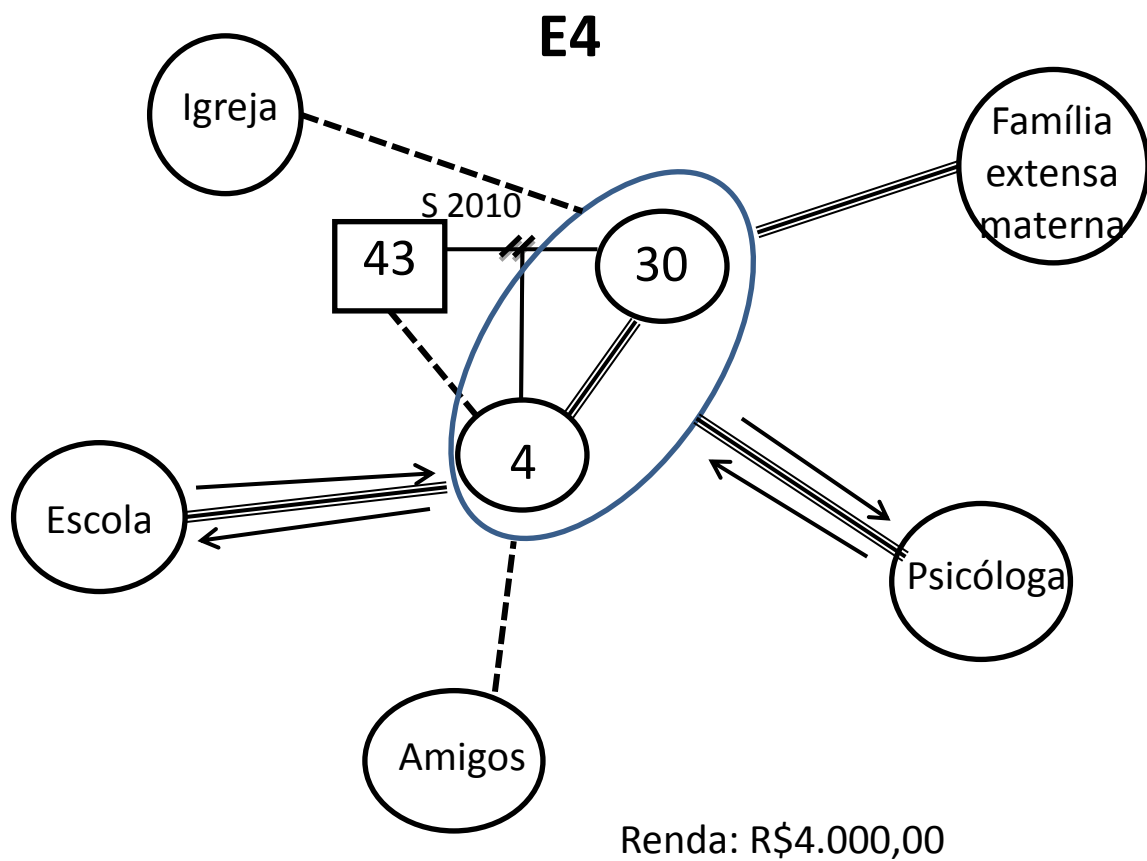 E4
Igreja
Família
extensa
materna
S 2010
43
30
4
Escola
Psicóloga
Amigos
Renda: R$4.000,00